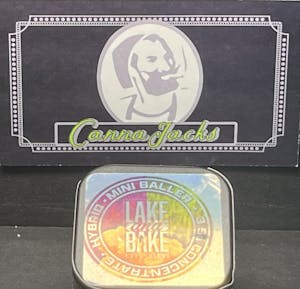 Canna Jacks
HYBRID · MINI BALLER
CONCENTRATE
LAKE
BAKE